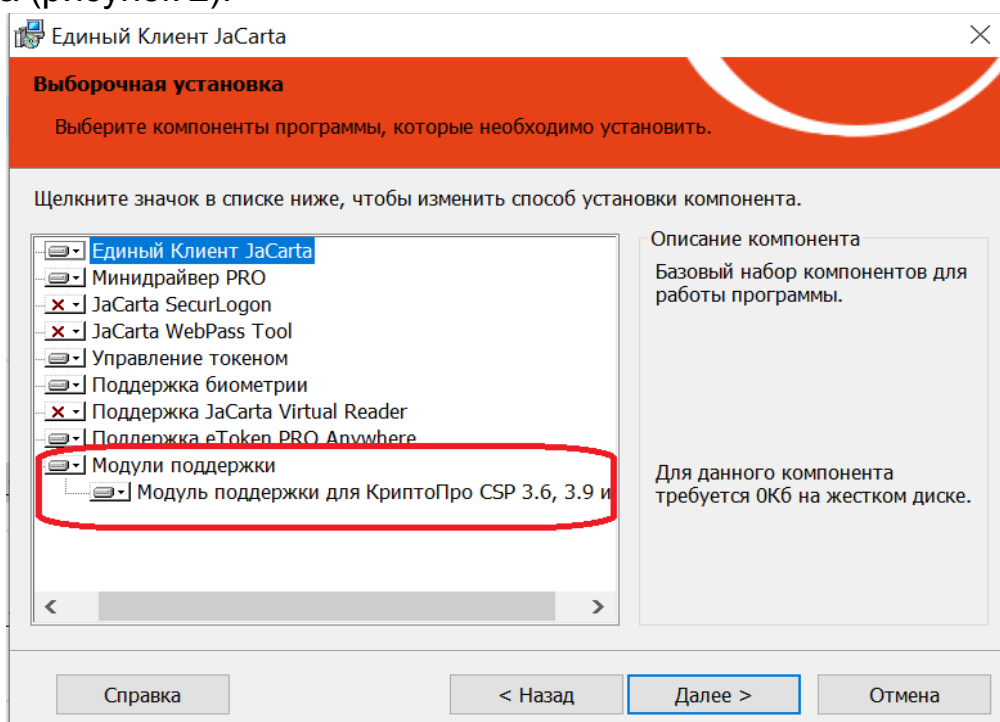 (рисунок 2).
Единый Клиент JaCarta
Выборочная установка
Выберите компоненты программы, которые необходимо установить.
Щелкните значок в списке ниже, чтобы изменить способ установки компонента.
Единый Клиент JaCarta
Минидрайвер PRO
JaCarta SecurLogon
JaCarta WebPass Tool
Управление токеном
Поддержка биометрии
Поддержка JaCarta Virtual Reader
Поддержка eToken PRO Anywhere
Модули поддержки
Модуль поддержки для КриптоПро CSP 3.6, 3.9 и
Описание компонента
Базовый набор компонентов для
работы программы.
Для данного компонента
требуется 0Кб на жестком диске.
Справка
< Назад
Далее >
Отмена